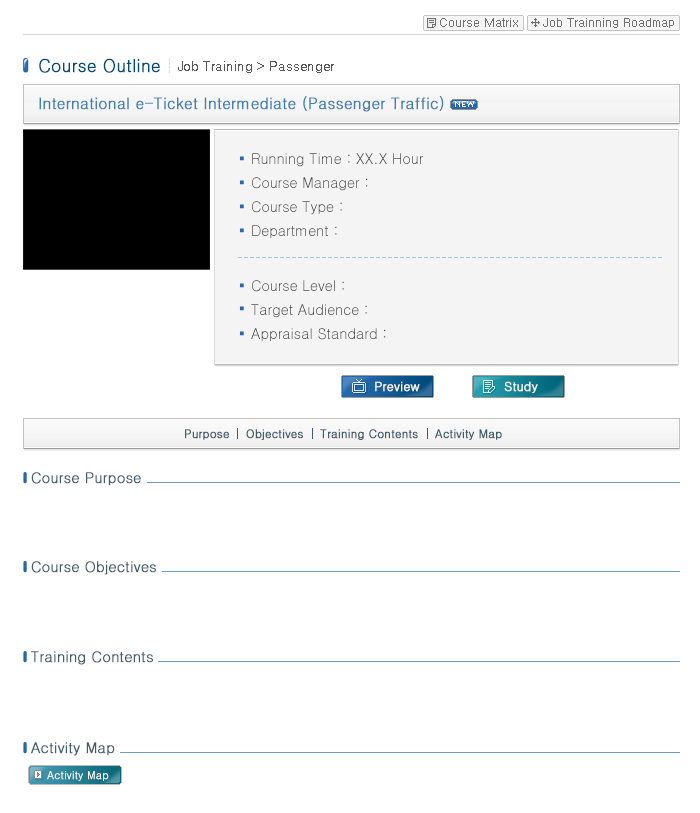 Course Matrix Job Trainning Roadmap
Course Outline Job Training > Passenger
International e-Ticket Intermediate (Passenger Traffic) NEW
Running Time : XX.X Hour
Course Manager :
Course Type :
Department :
Course Level :
Target Audience :
Appraisal Standard :
Preview Study
Purpose | Objectives | Training Contents | Activity Map
Course Purpose
Course Objectives
Training Contents
Activity Map
Activity Map